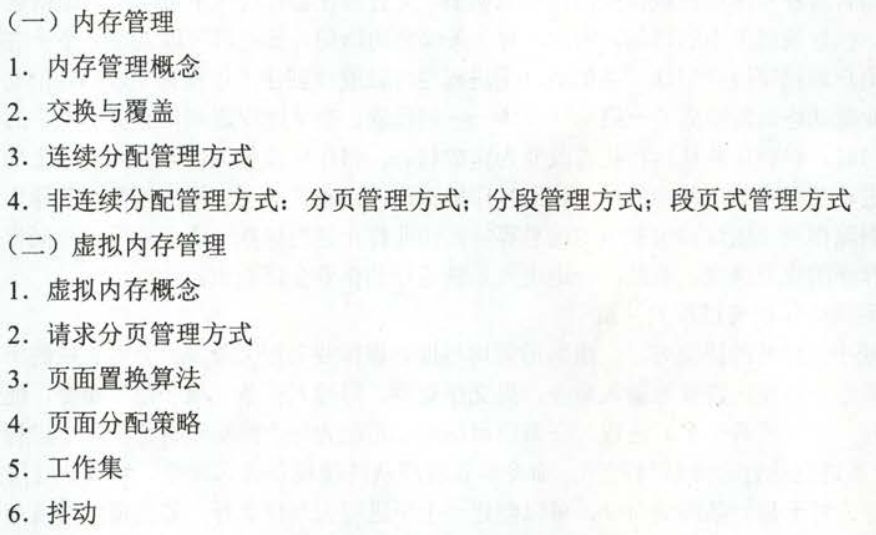 （一）内存管理
1．内存管理概念
2．交换与覆盖
3．连续分配管理方式
4．非连续分配管理方式：分页管理方式；分段管理方式；段页式管理方式
（二）虚拟内存管理
1．虚拟内存概念
2．请求分页管理方式
3．页面置换算法
4．页面分配策略
5．工作集
6．抖动